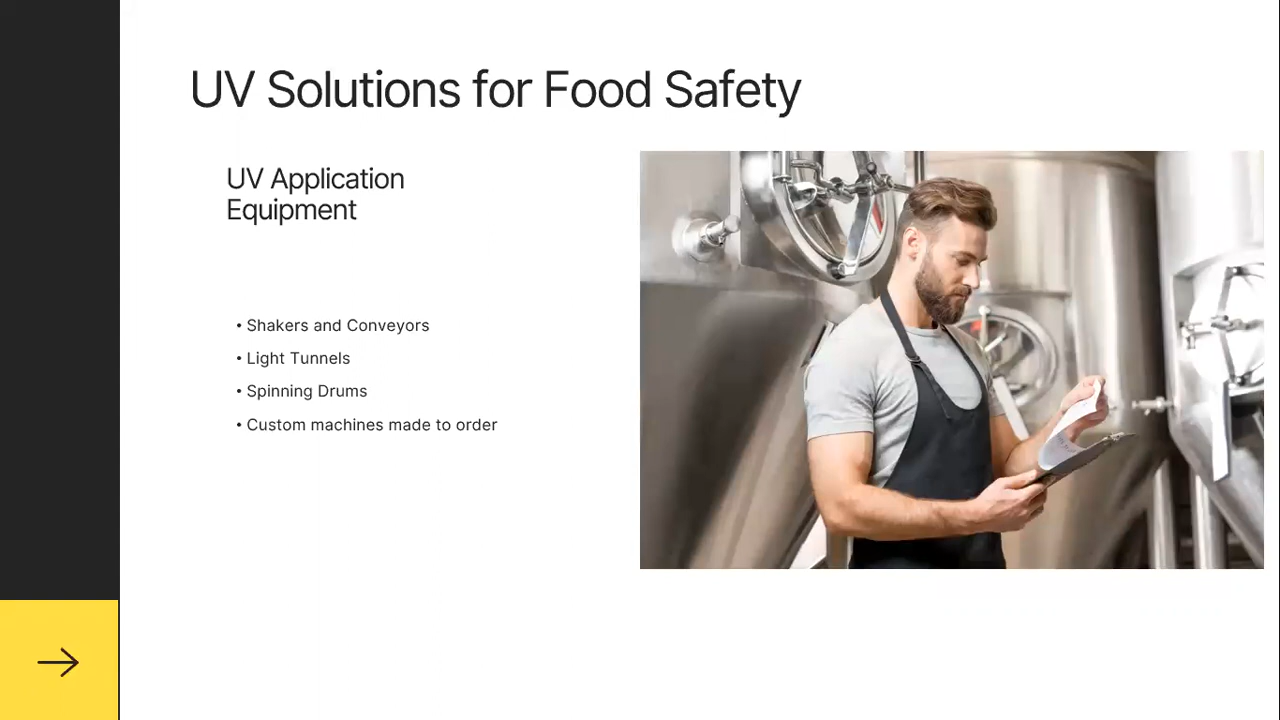 UV Solutions for Food Safety
UV Application
Equipment
• Shakers and Conveyors
• Light Tunnels
• Spinning Drums
• Custom machines made to order